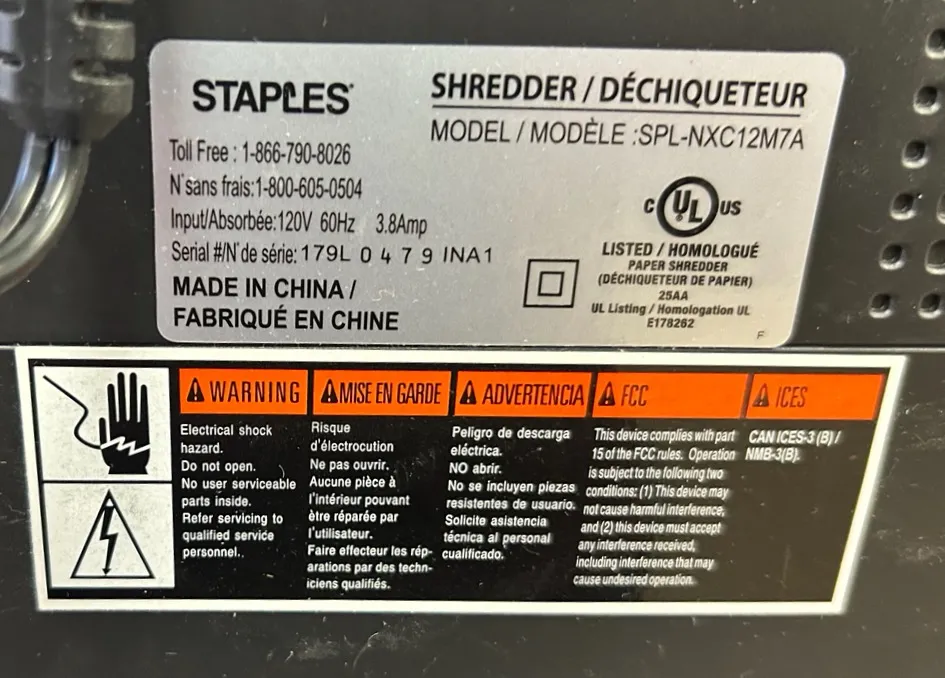 STAPLES
Toll Free : 1-866-790-8026
N° sans frais:1-800-605-0504
Input/Absorbée:120V 60Hz 3.8Amp
Serial #/N° de série: 179L 0 4 7 9 INA1
MADE IN CHINA /
FABRIQUÉ EN CHINE
SHREDDER / DÉCHIQUETEUR
MODEL / MODÈLE :SPL-NXC12M7A
C UL US
LISTED / HOMOLOGUÉ
PAPER SHREDDER
(DÉCHIQUETEUR DE PAPIER)
25AA
UL Listing / Homologation UL
E178262
F
WARNING
Electrical shock
hazard.
Do not open.
No user serviceable
parts inside.
Refer servicing to
qualified service
personnel.
MISE EN GARDE
Risque
d'électrocution
Ne pas ouvrir.
Aucune pièce à
l'intérieur pouvant
être réparée par
l'utilisateur.
Faire effecteur les rép-
arations par des techn-
iciens qualifiés.
ADVERTENCIA
Peligro de descarga
eléctrica.
NO abrir.
No se incluyen piezas
resistentes de usuario.
Solicite asistencia
técnica al personal
cualificado.
FCC
This device complies with part
15 of the FCC rules. Operation
is subject to the following two
conditions: (1) This device may
not cause harmful interference,
and (2) this device must accept
any interference received,
including interference that may
cause undesired operation.
ICES
CAN ICES-3 (B) /
NMB-3(B).